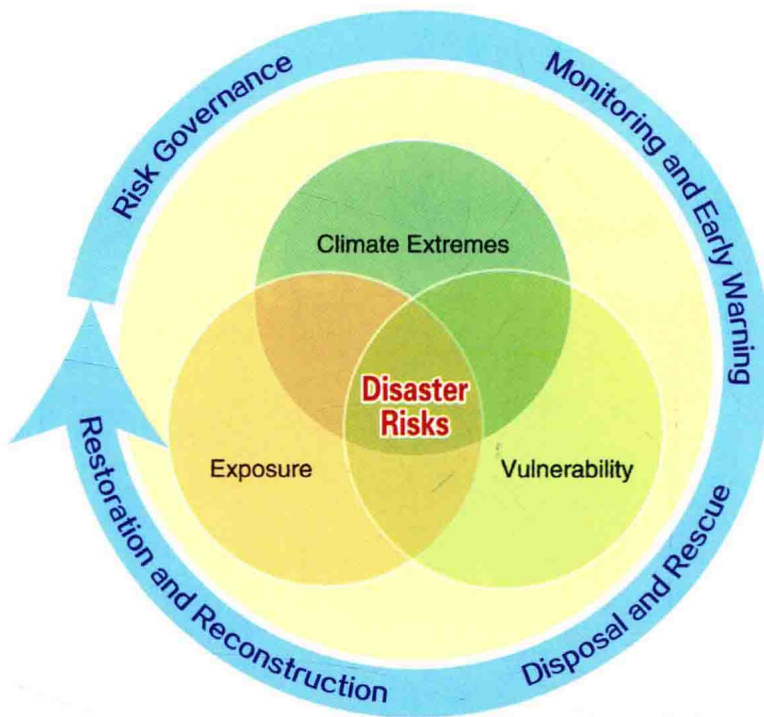 Risk Governance
Monitoring and Early Warning
Climate Extremes
Disaster
Risks
Exposure
Vulnerability
Restoration and Reconstruction
Disposal and Rescue